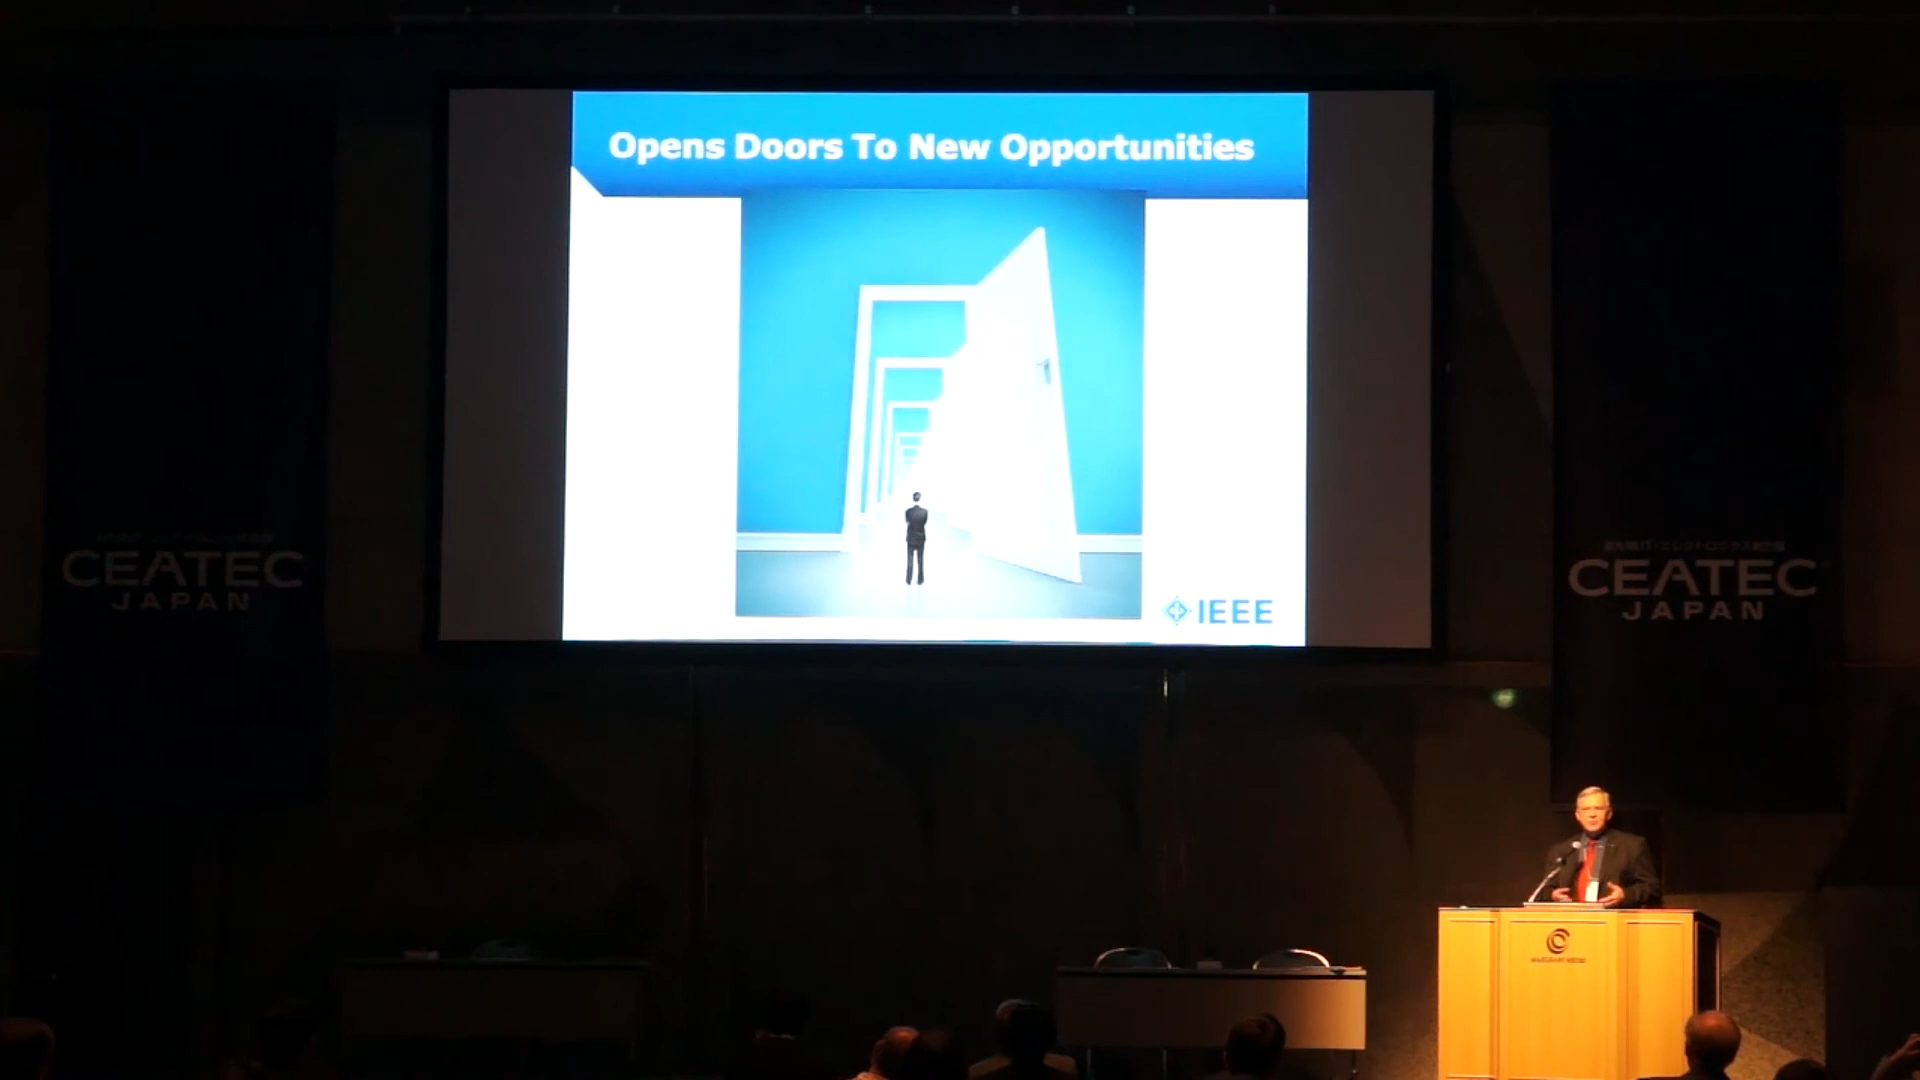 Opens Doors To New Opportunities
IEEE
CEATEC
JAPAN
CEATEC
JAPAN